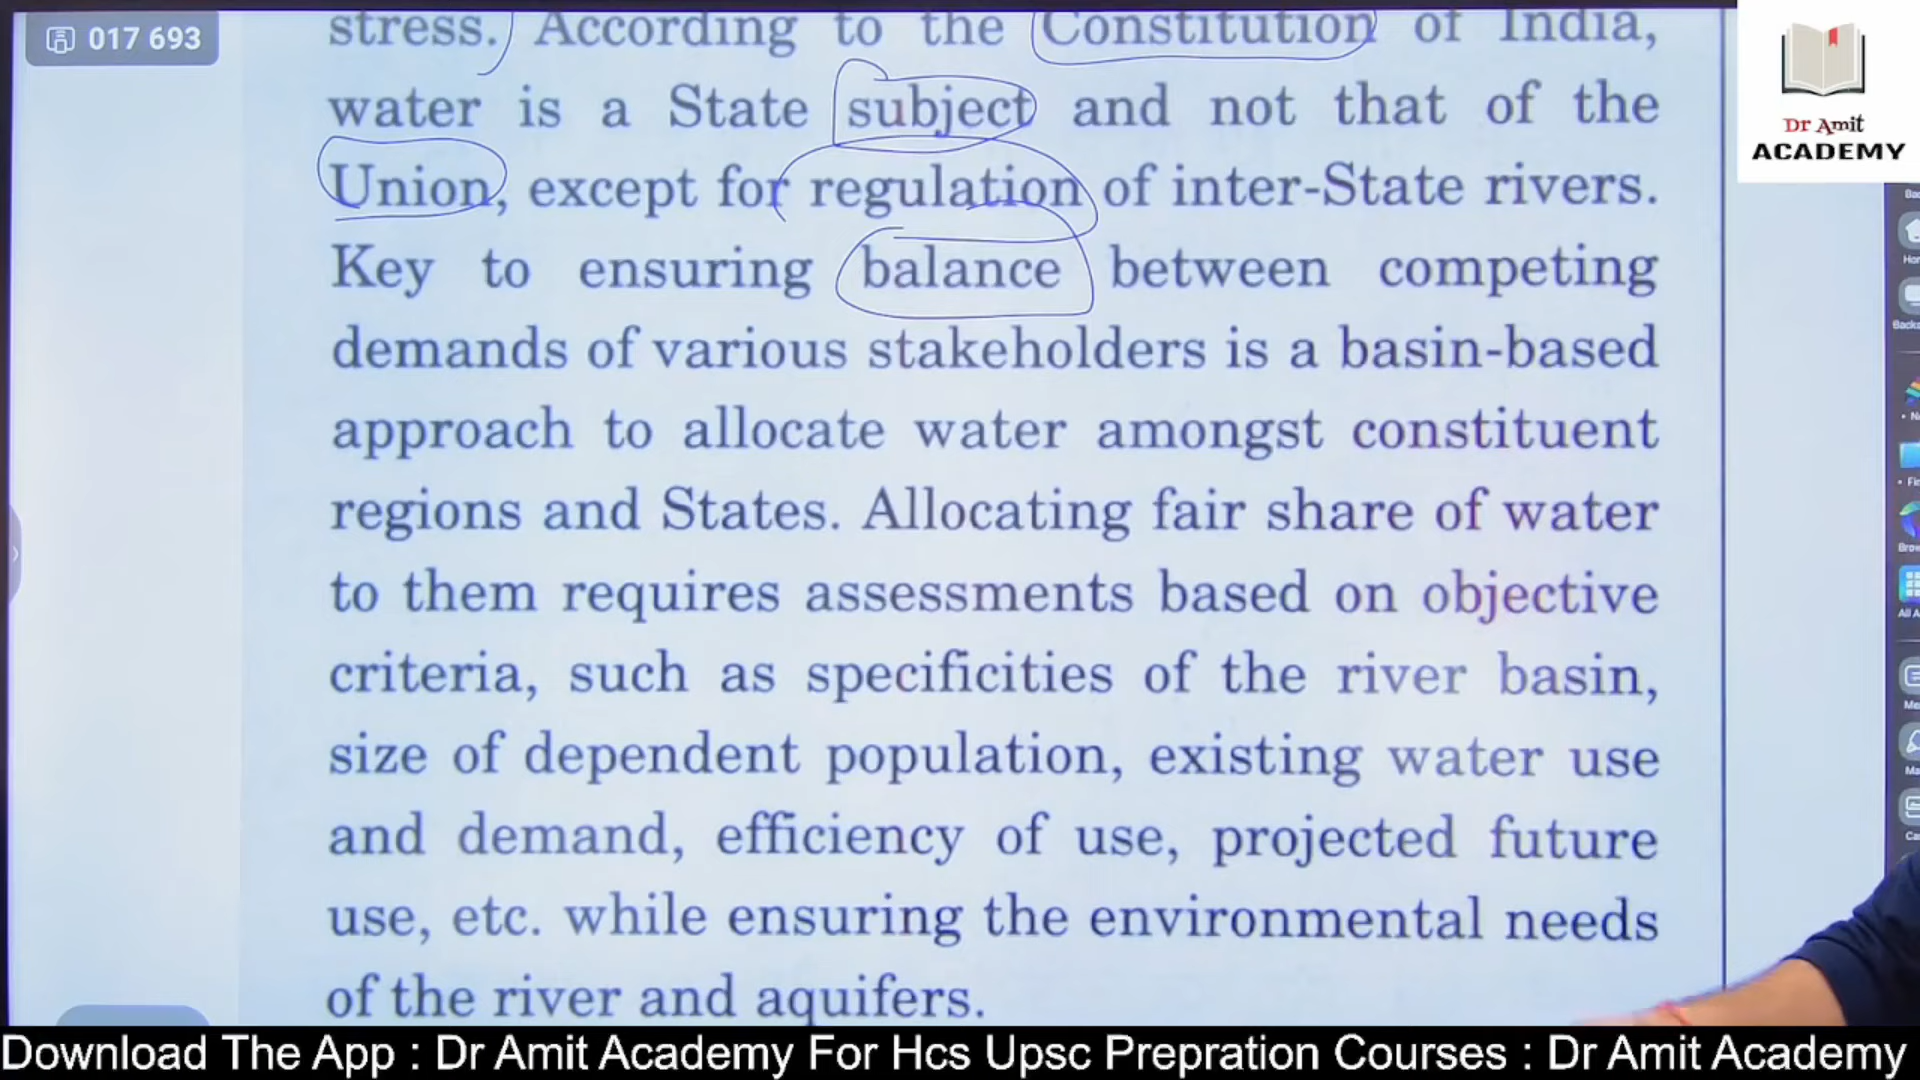 017 693
stress. According to the Constitution of India,
water is a State subject and not that of the
Union, except for regulation of inter-State rivers.
Key to ensuring balance between competing
demands of various stakeholders is a basin-based
approach to allocate water amongst constituent
regions and States. Allocating fair share of water
to them requires assessments based on objective
criteria, such as specificities of the river basin,
size of dependent population, existing water use
and demand, efficiency of use, projected future
use, etc. while ensuring the environmental needs
of the river and aquifers.
Dr Amit
ACADEMY
Download The App : Dr Amit Academy For Hcs Upsc Prepration Courses : Dr Amit Academy